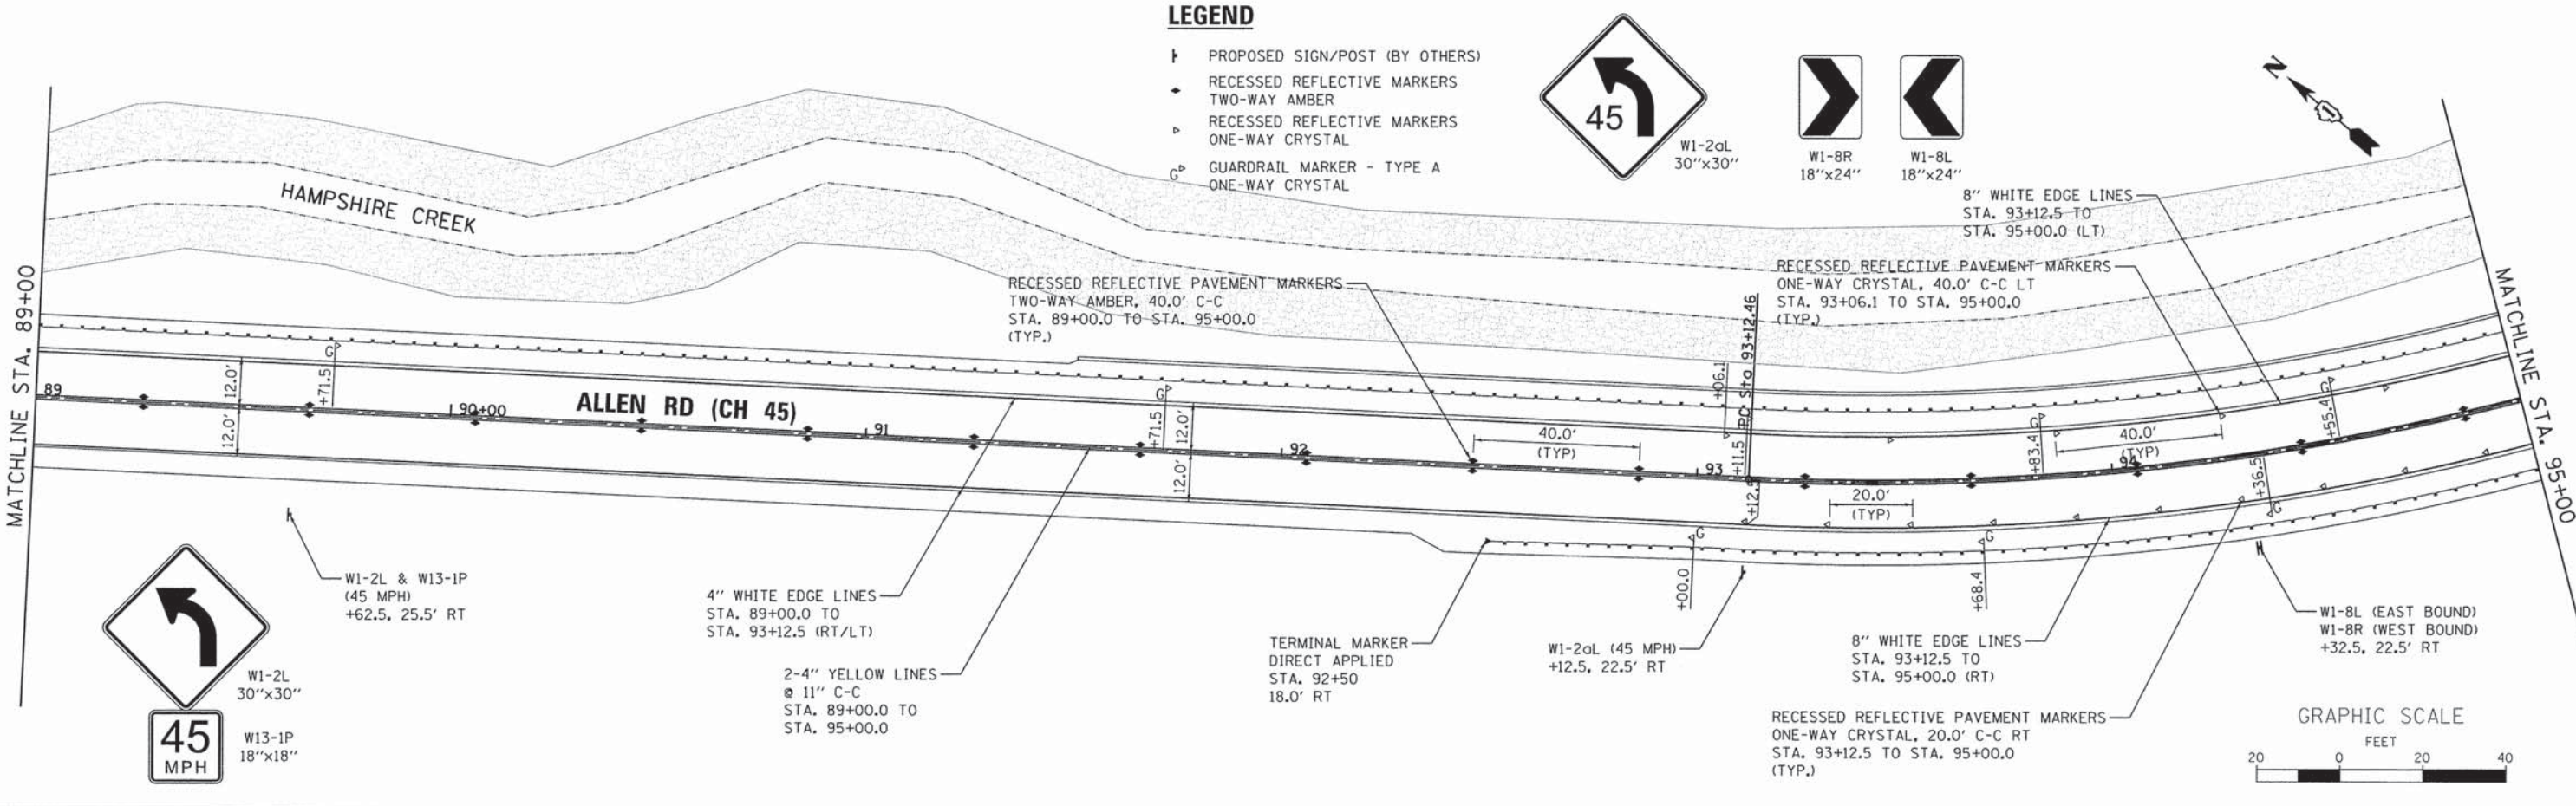 LEGEND
PROPOSED SIGN/POST (BY OTHERS)
RECESSED REFLECTIVE MARKERS
TWO-WAY AMBER
RECESSED REFLECTIVE MARKERS
ONE-WAY CRYSTAL
G
GUARDRAIL MARKER - TYPE A
ONE-WAY CRYSTAL
45
W1-2aL
30"x30"
W1-8R
18"x24"
W1-8L
18"x24"
N
8" WHITE EDGE LINES
STA. 93+12.5 TO
STA. 95+00.0 (LT)
HAMPSHIRE CREEK
RECESSED REFLECTIVE PAVEMENT MARKERS
TWO-WAY AMBER, 40.0' C-C
STA. 89+00.0 TO STA. 95+00.0
(TYP.)
RECESSED REFLECTIVE PAVEMENT MARKERS
ONE-WAY CRYSTAL, 40.0' C-C LT
STA. 93+06.1 TO STA. 95+00.0
(TYP.)
MATCHLINE STA. 89+00
MATCHLINE STA. 95+00
89
12.0'
12.0'
G
+71.5
90+00
ALLEN RD (CH 45)
91
G
+71.5
12.0'
12.0'
92
40.0'
(TYP)
93
+06.1
PC Sta 93+12.46
+11.5
+12.5
20.0'
(TYP)
G
+83.4
94
40.0'
(TYP)
G
+55.4
+36.5
G
G
+00.0
G
+68.4
W1-2L & W13-1P
(45 MPH)
+62.5, 25.5' RT
W1-2L
30"x30"
45
MPH
W13-1P
18"x18"
4" WHITE EDGE LINES
STA. 89+00.0 TO
STA. 93+12.5 (RT/LT)
2-4" YELLOW LINES
@ 11" C-C
STA. 89+00.0 TO
STA. 95+00.0
TERMINAL MARKER
DIRECT APPLIED
STA. 92+50
18.0' RT
W1-2aL (45 MPH)
+12.5, 22.5' RT
8" WHITE EDGE LINES
STA. 93+12.5 TO
STA. 95+00.0 (RT)
RECESSED REFLECTIVE PAVEMENT MARKERS
ONE-WAY CRYSTAL, 20.0' C-C RT
STA. 93+12.5 TO STA. 95+00.0
(TYP.)
W1-8L (EAST BOUND)
W1-8R (WEST BOUND)
+32.5, 22.5' RT
GRAPHIC SCALE
FEET
20 0 20 40